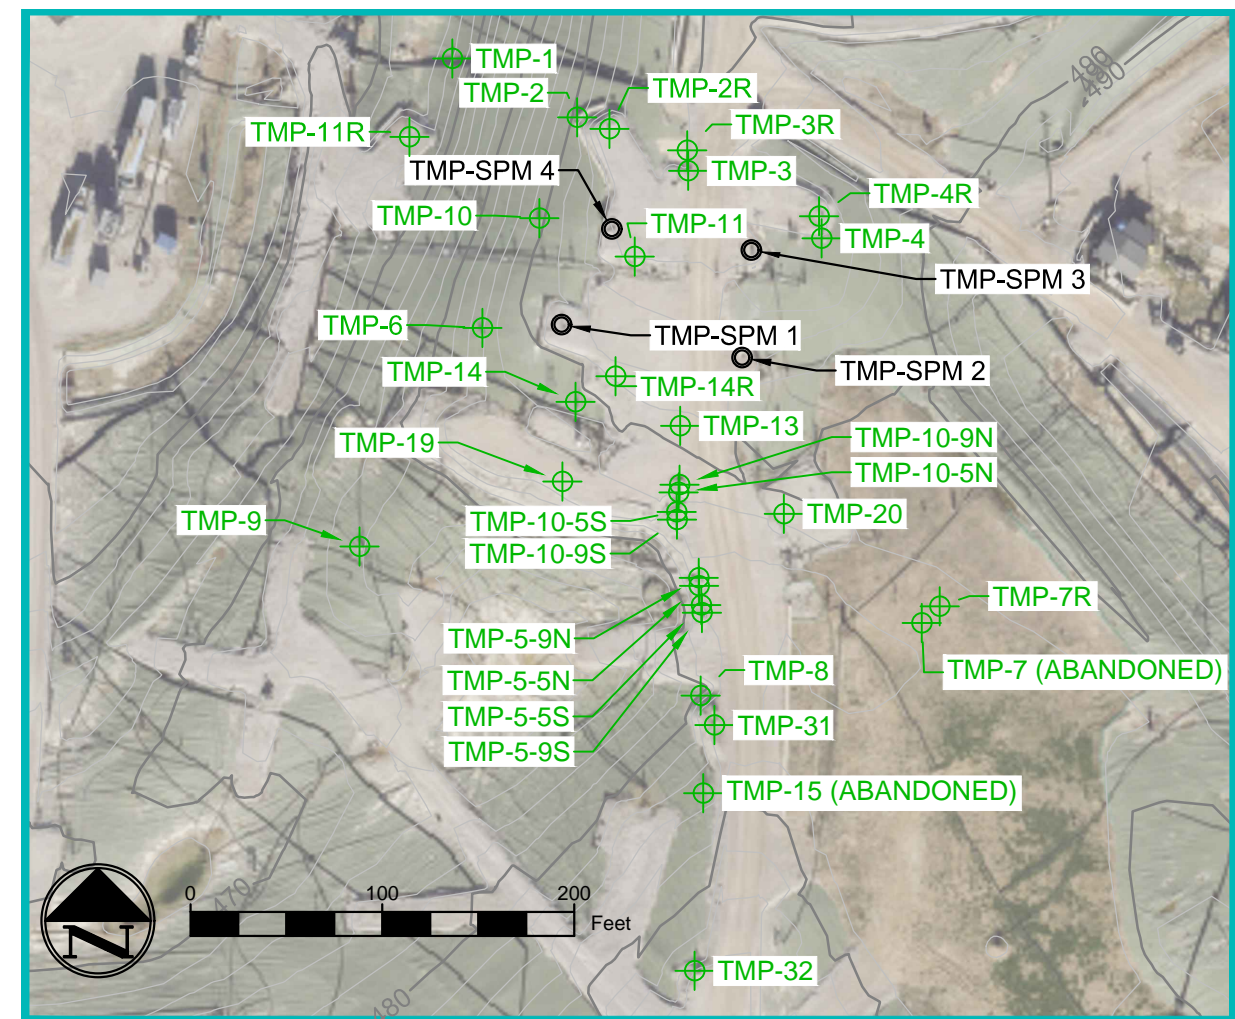 TMP-1
TMP-2
TMP-2R
TMP-3R
TMP-11R
TMP-SPM 4
TMP-3
TMP-4R
TMP-10
TMP-11
TMP-4
TMP-SPM 3
TMP-6
TMP-SPM 1
TMP-14
TMP-SPM 2
TMP-14R
TMP-13
TMP-19
TMP-10-9N
TMP-10-5N
TMP-9
TMP-10-5S
TMP-20
TMP-10-9S
TMP-7R
TMP-5-9N
TMP-7 (ABANDONED)
TMP-8
TMP-5-5N
TMP-5-5S
TMP-31
TMP-5-9S
TMP-15 (ABANDONED)
TMP-32
486
490
470
480
0
100
200
Feet
N